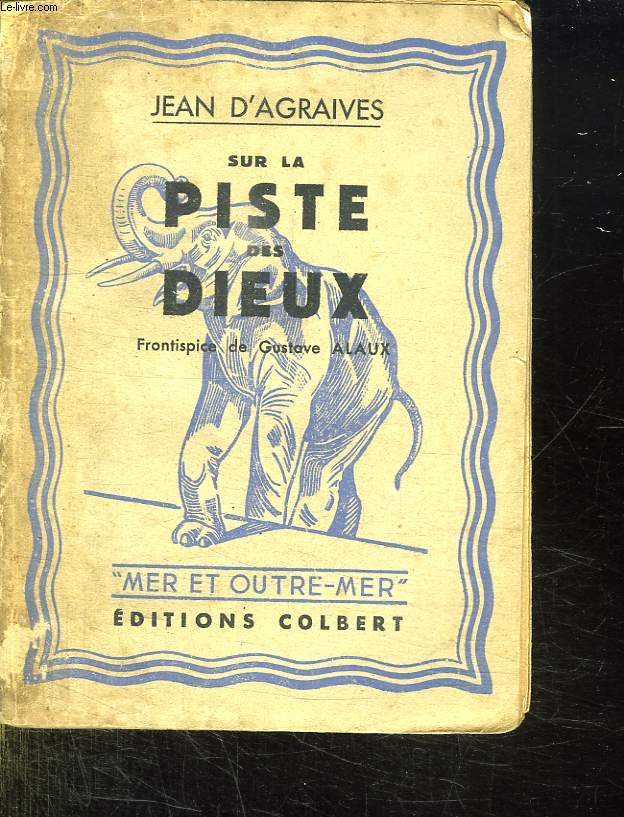 Le-livre.com
JEAN D'AGRAIVES
SUR LA
PISTE
DES
DIEUX
Frontispice de Gustave ALAUX
"MER ET OUTRE-MER"
ÉDITIONS COLBERT